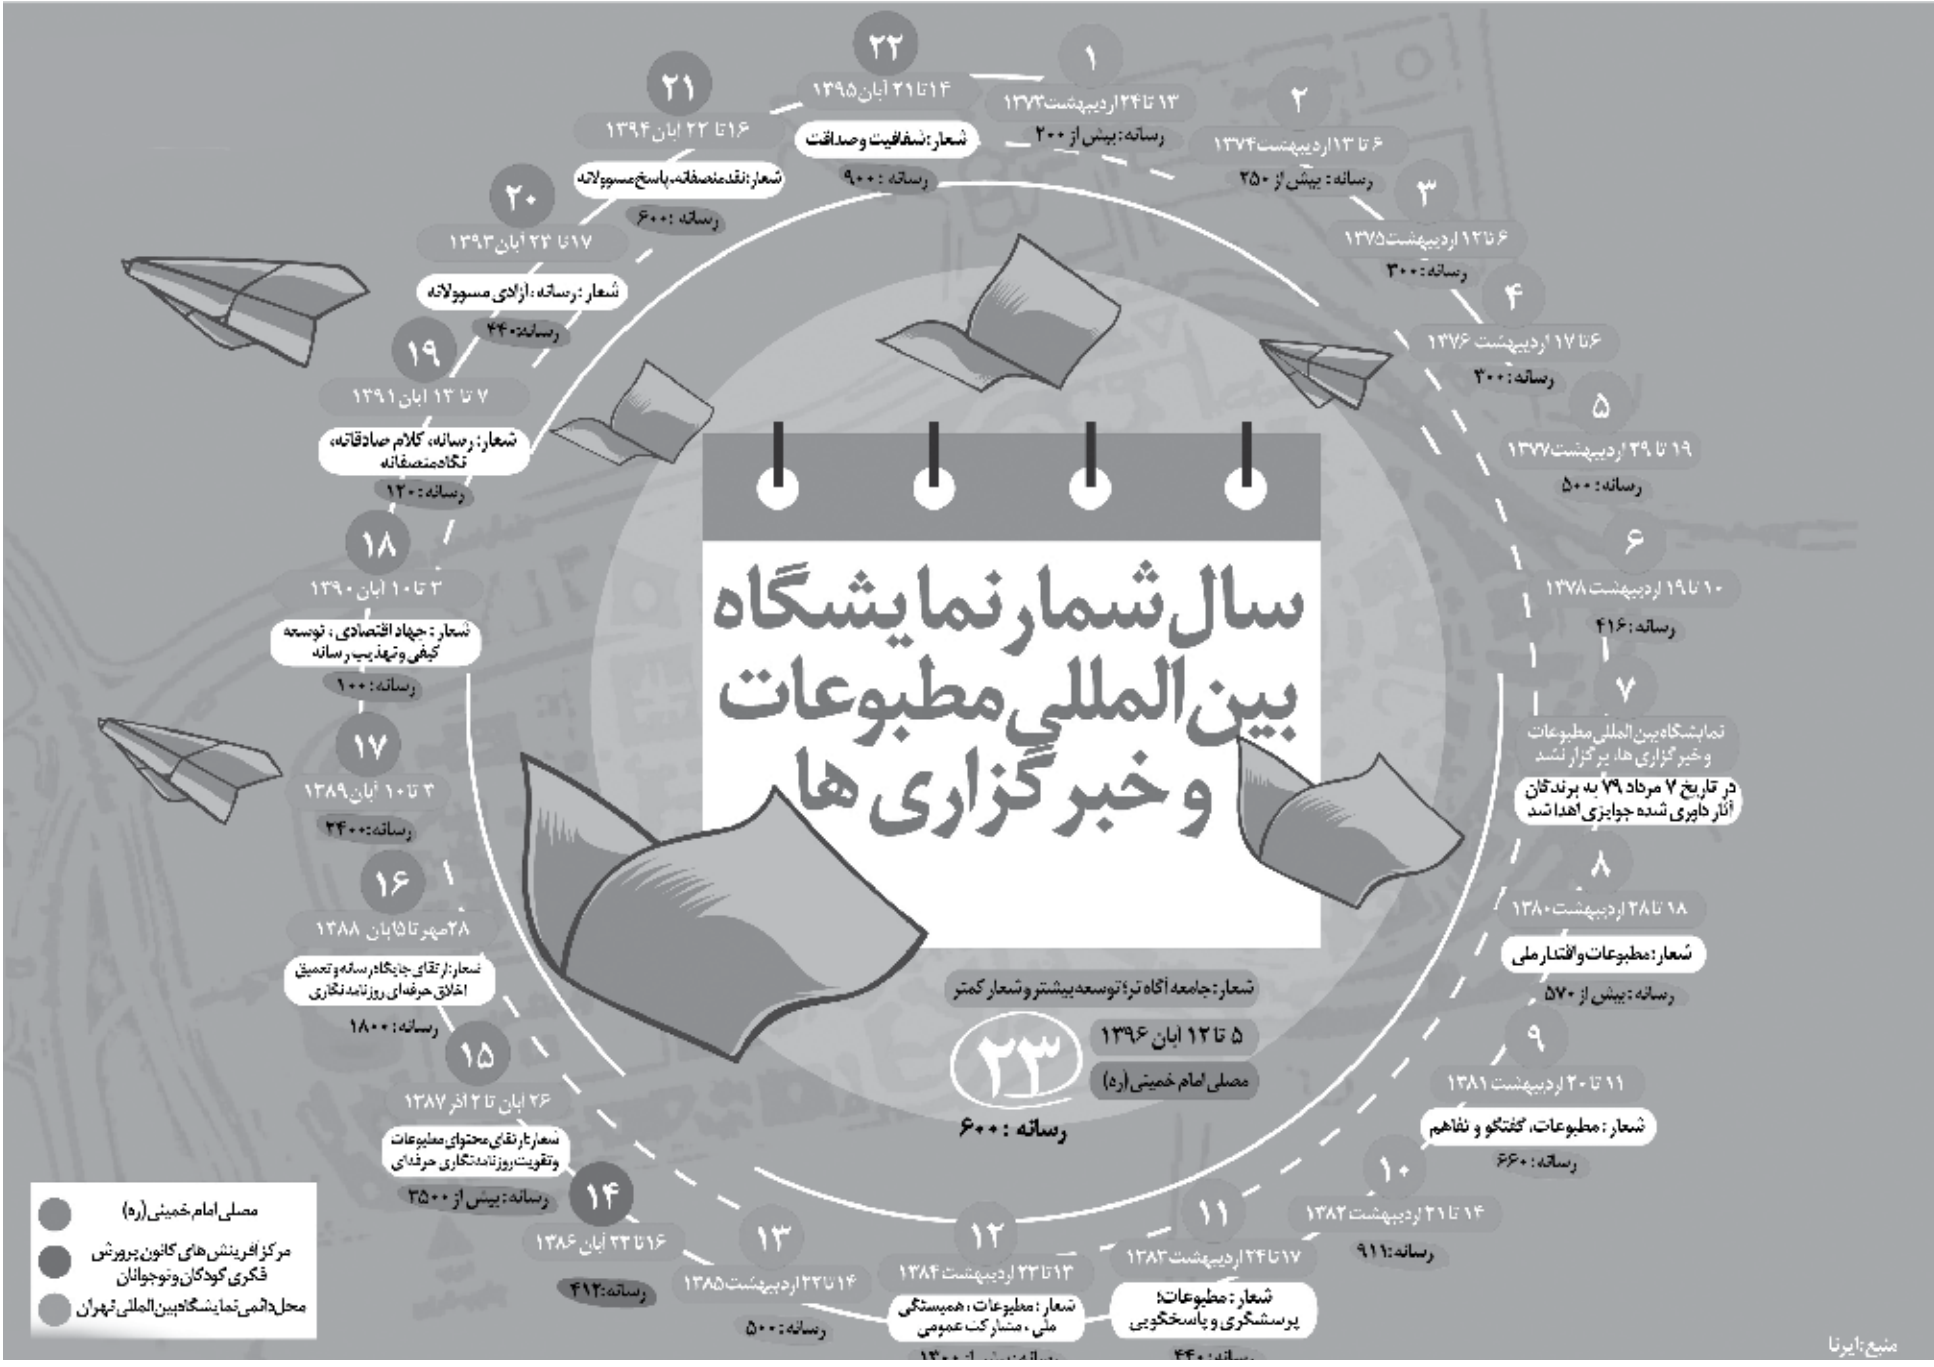 سال‌شمار نمایشگاه
بین‌المللی مطبوعات
و خبرگزاری ها
۱
۱۳ تا ۲۴ اردیبهشت ۱۳۷۳
رسانه: بیش از ۲۰۰
۲
۶ تا ۱۳ اردیبهشت ۱۳۷۴
رسانه: بیش از ۲۵۰
۳
۶ تا ۱۲ اردیبهشت ۱۳۷۵
رسانه: ۳۰۰
۴
۶ تا ۱۷ اردیبهشت ۱۳۷۶
رسانه: ۳۰۰
۵
۱۹ تا ۲۹ اردیبهشت ۱۳۷۷
رسانه: ۵۰۰
۶
۱۰ تا ۱۹ اردیبهشت ۱۳۷۸
رسانه: ۴۱۶
۷
نمایشگاه بین المللی مطبوعات
و خبرگزاری ها، برگزار نشد
در تاریخ ۷ مرداد ۷۹ به برندگان
آثار داوری شده جوایزی اهدا شد
۸
۱۸ تا ۲۸ اردیبهشت ۱۳۸۰
شعار: مطبوعات و اقتدار ملی
رسانه: بیش از ۵۷۰
۹
۱۱ تا ۲۰ اردیبهشت ۱۳۸۱
شعار: مطبوعات، گفتگو و تفاهم
رسانه: ۶۶۰
۱۰
۱۴ تا ۲۱ اردیبهشت ۱۳۸۲
رسانه: ۹۱۱
۱۱
۱۷ تا ۲۴ اردیبهشت ۱۳۸۳
شعار: مطبوعات؛
پرسشگری و پاسخگویی
رسانه: ۴۴۰
۱۲
۱۳ تا ۲۲ اردیبهشت ۱۳۸۴
شعار: مطبوعات، همبستگی
ملی، مشارکت عمومی
رسانه: بیش از ۱۳۰۰
۱۳
۱۴ تا ۲۲ اردیبهشت ۱۳۸۵
رسانه: ۵۰۰
۱۴
۱۶ تا ۲۳ آبان ۱۳۸۶
رسانه: ۴۱۲
۱۵
۲۶ آبان تا ۲ آذر ۱۳۸۷
شعار: ارتقای محتوای مطبوعات
و تقویت روزنامه نگاری حرفه ای
رسانه: بیش از ۲۵۰۰
۱۶
۲۸ مهر تا ۵ آبان ۱۳۸۸
شعار: ارتقای جایگاه رسانه و تعمیق
اخلاق حرفه ای روزنامه نگاری
رسانه: ۱۸۰۰
۱۷
۳ تا ۱۰ آبان ۱۳۸۹
رسانه: ۲۴۰۰
۱۸
۳ تا ۱۰ آبان ۱۳۹۰
شعار: جهاد اقتصادی، توسعه
کیفی و تهذیب رسانه
رسانه: ۱۰۰
۱۹
۷ تا ۱۳ آبان ۱۳۹۱
شعار: رسانه، کلام صادقانه،
نگاه منصفانه
رسانه: ۱۲۰
۲۰
۱۷ تا ۲۳ آبان ۱۳۹۳
شعار: رسانه، آزادی مسوولانه
رسانه: ۴۴۰
۲۱
۱۶ تا ۲۲ آبان ۱۳۹۴
شعار: نقد منصفانه، پاسخ مسوولانه
رسانه: ۶۰۰
۲۲
۱۴ تا ۲۱ آبان ۱۳۹۵
شعار: شفافیت و صداقت
رسانه: ۹۰۰
شعار: جامعه آگاه تر؛ توسعه بیشتر و شعار کمتر
۵ تا ۱۲ آبان ۱۳۹۶
مصلی امام خمینی (ره)
۲۳
رسانه: ۶۰۰
مصلی امام خمینی (ره)
مرکز آفرینش های کانون پرورش
فکری کودکان و نوجوانان
محل دائمی نمایشگاه بین المللی تهران
منبع: ایرنا